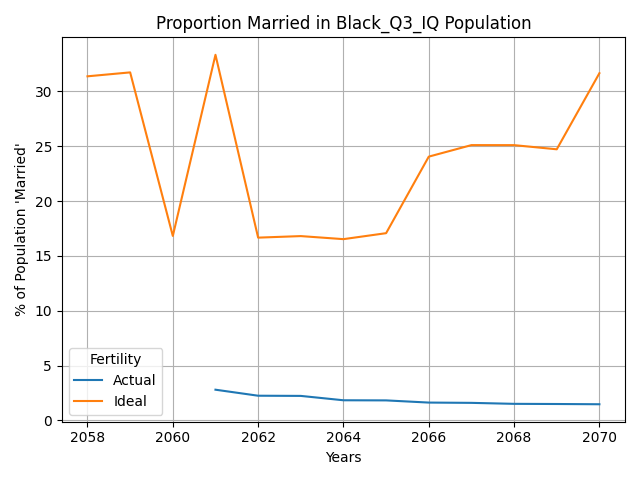 Proportion Married in Black_Q3_IQ Population
% of Population 'Married'
30
25
20
15
10
5
0
Fertility
Actual
Ideal
2058 2060 2062 2064 2066 2068 2070
Years